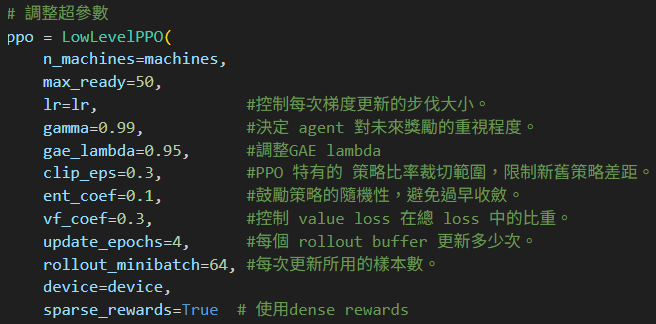 # 調整超參數
ppo = LowLevelPPO(
    n_machines=machines,
    max_ready=50,
    lr=lr,                #控制每次梯度更新的步伐大小。
    gamma=0.99,           #決定 agent 對未來獎勵的重視程度。
    gae_lambda=0.95,      #調整GAE lambda
    clip_eps=0.3,         #PPO 特有的 策略比率裁切範圍，限制新舊策略差距。
    ent_coef=0.1,         #鼓勵策略的隨機性，避免過早收斂。
    vf_coef=0.3,          #控制 value loss 在總 loss 中的比重。
    update_epochs=4,      #每個 rollout buffer 更新多少次。
    rollout_minibatch=64, #每次更新所用的樣本數。
    device=device,
    sparse_rewards=True  # 使用dense rewards